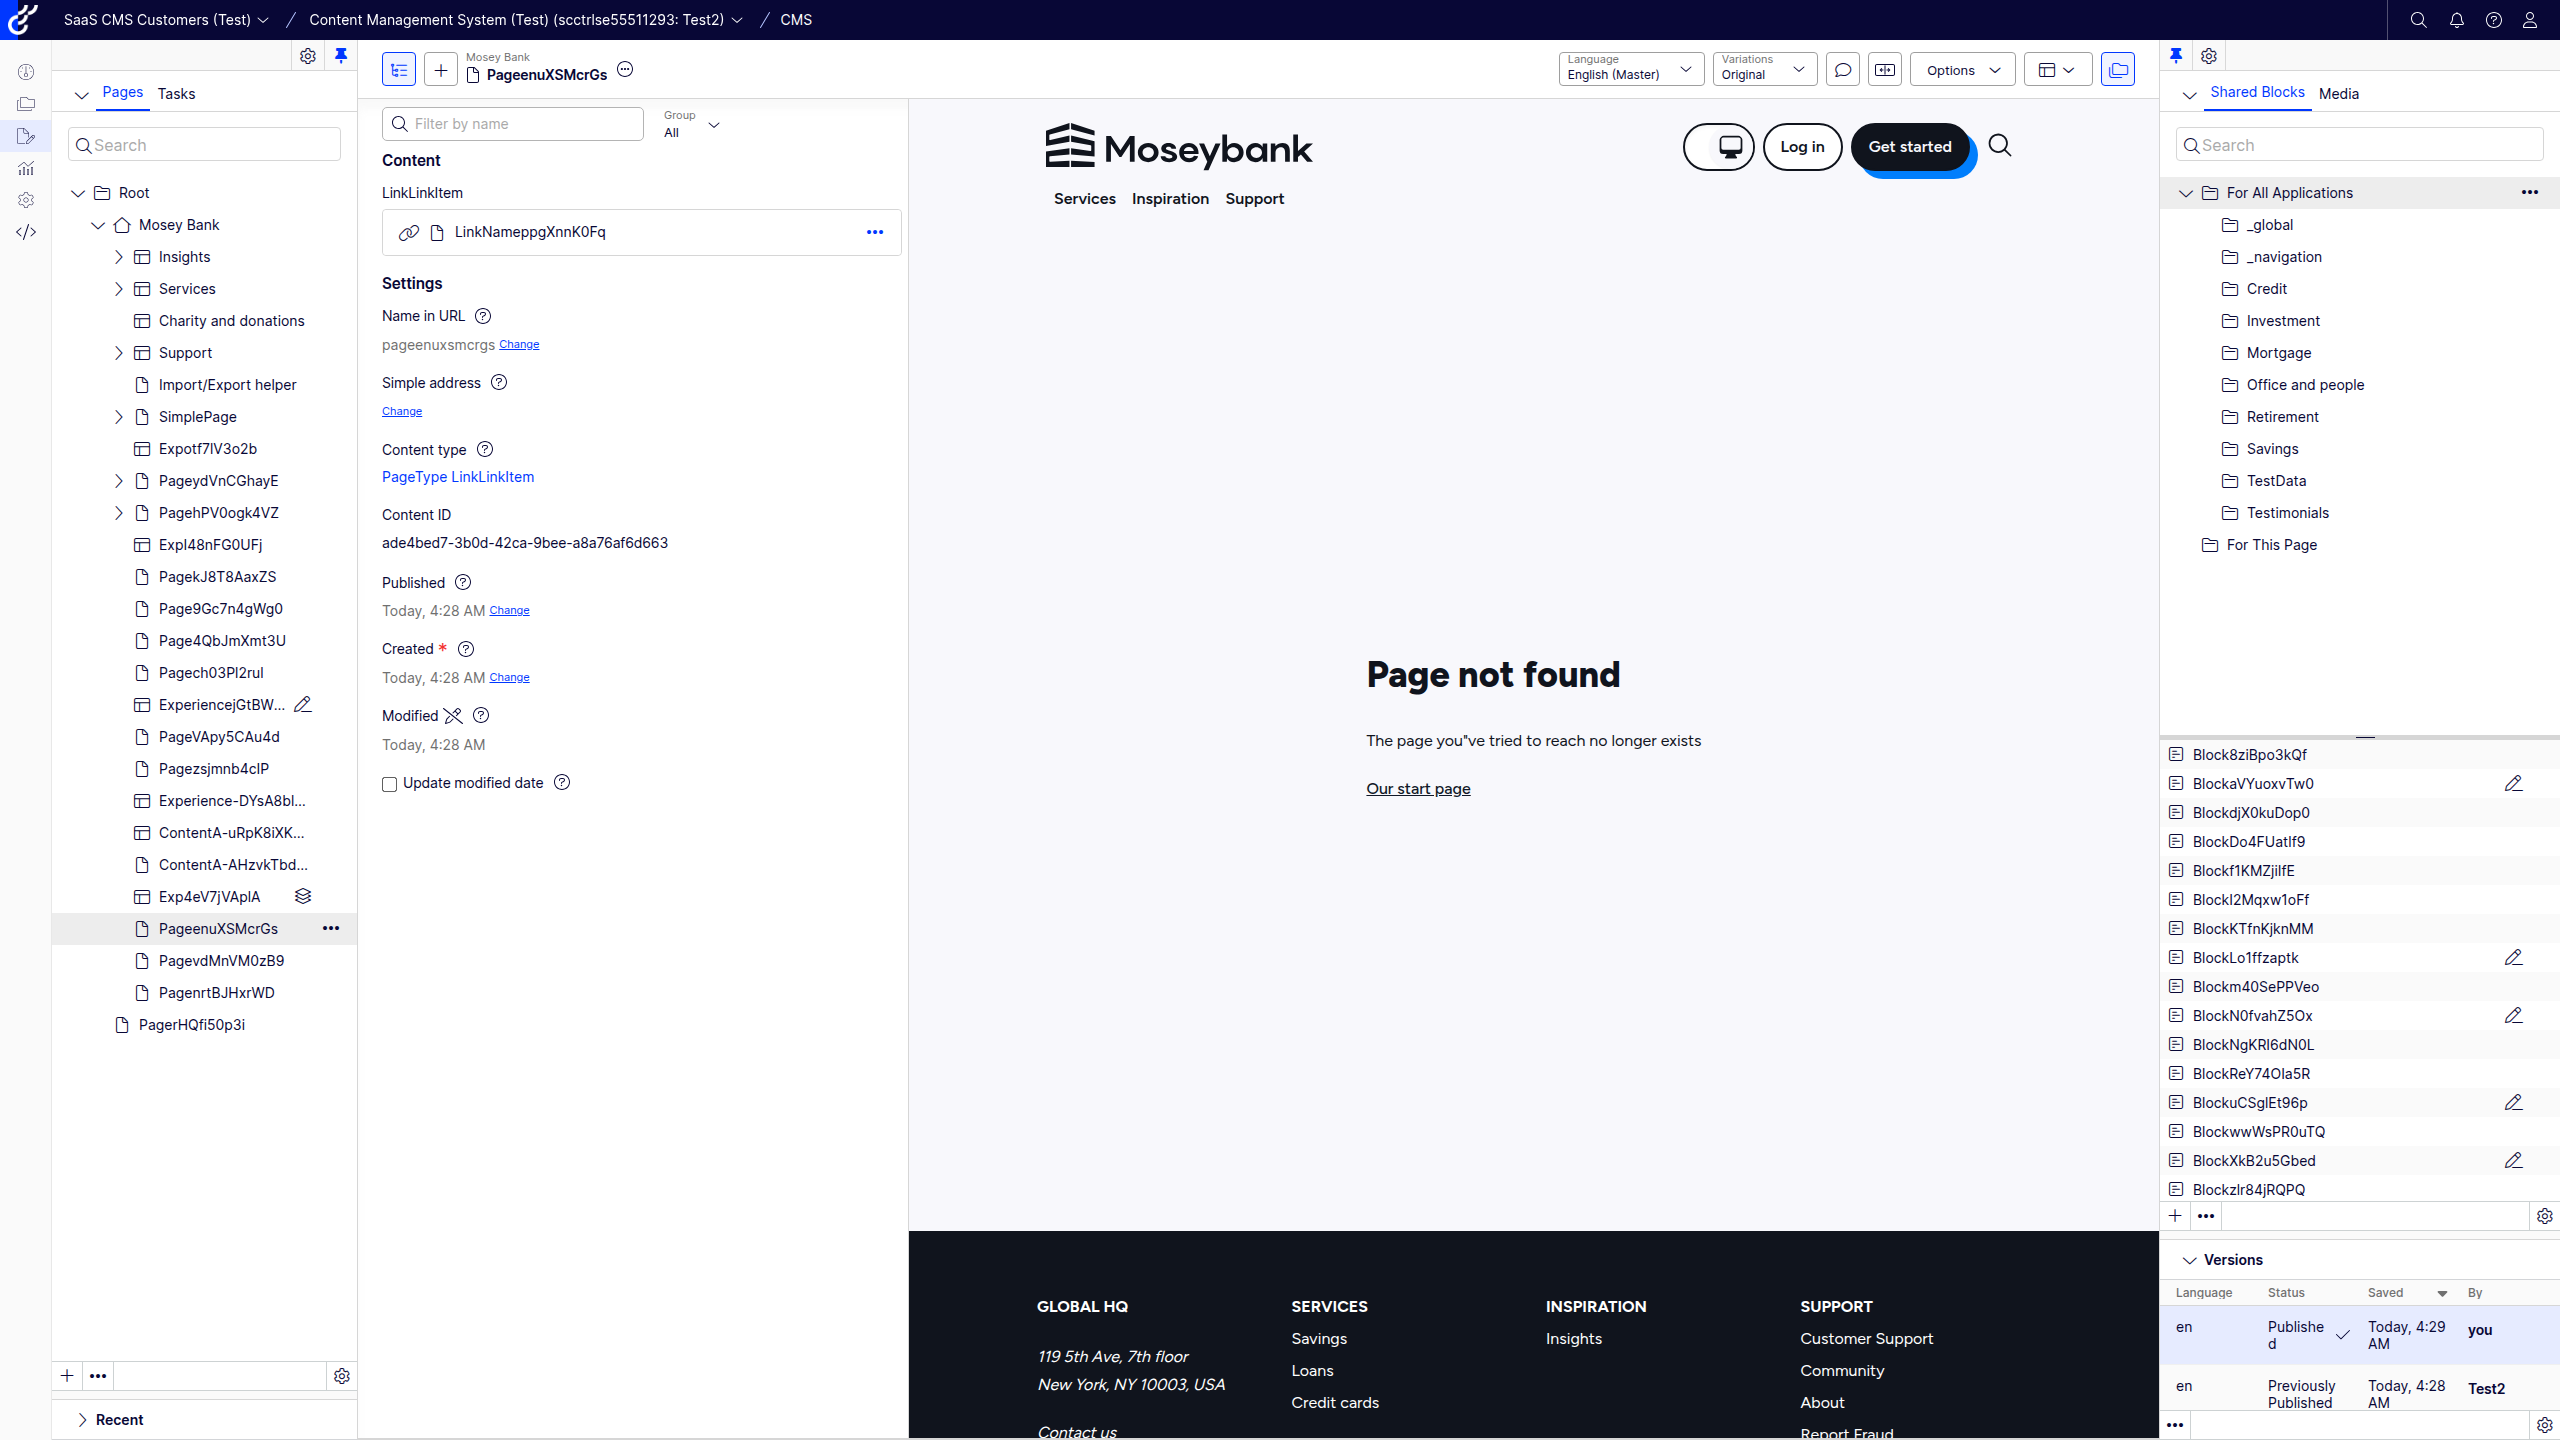 SaaS CMS Customers (Test) / Content Management System (Test) (scctrlse55511293: Test2) / CMS
Pages Tasks
Search
Root
Mosey Bank
Insights
Services
Charity and donations
Support
Import/Export helper
SimplePage
Expotf7lV3o2b
PageydVnCGhayE
PagehPV0ogk4VZ
Expl48nFG0UFj
PagekJ8T8AaxZS
Page9Gc7n4gWg0
Page4QbJmXmt3U
Pagech03Pl2rul
ExperiencejGtBW...
PageVApy5CAu4d
Pagezsjmnb4clP
Experience-DYsA8bl...
ContentA-uRpK8iXK...
ContentA-AHzvkTbd...
Exp4eV7jVAplA
PageenuXSMcrGs
PagevdMnVM0zB9
PagenrtBJHxrWD
PagerHQfi50p3i
Recent
Mosey Bank
PageenuXSMcrGs
Language
English (Master)
Variations
Original
Options
Filter by name
Group
All
Content
LinkLinkItem
LinkNameppgXnnK0Fq
Settings
Name in URL
pageenuxsmcrgs Change
Simple address
Change
Content type
PageType LinkLinkItem
Content ID
ade4bed7-3b0d-42ca-9bee-a8a76af6d663
Published
Today, 4:28 AM Change
Created *
Today, 4:28 AM Change
Modified
Today, 4:28 AM
Update modified date
Moseybank
Log in
Get started
Services Inspiration Support
Page not found
The page you"ve tried to reach no longer exists
Our start page
GLOBAL HQ
119 5th Ave, 7th floor
New York, NY 10003, USA
Contact us
SERVICES
Savings
Loans
Credit cards
INSPIRATION
Insights
SUPPORT
Customer Support
Community
About
Report Fraud
Shared Blocks Media
Search
For All Applications
_global
_navigation
Credit
Investment
Mortgage
Office and people
Retirement
Savings
TestData
Testimonials
For This Page
Block8ziBpo3kQf
BlockaVYuoxvTw0
BlockdjX0kuDop0
BlockDo4FUatlf9
Blockf1KMZjilfE
Blockl2Mqxw1oFf
BlockKTfnKjknMM
BlockLo1ffzaptk
Blockm40SePPVeo
BlockN0fvahZ5Ox
BlockNgKRl6dN0L
BlockReY74Ola5R
BlockuCSglEt96p
BlockwwWsPR0uTQ
BlockXkB2u5Gbed
Blockzlr84jRQPQ
Versions
Language Status Saved By
en Publishe Today, 4:29 you
d AM
en Previously Today, 4:28 Test2
Published AM